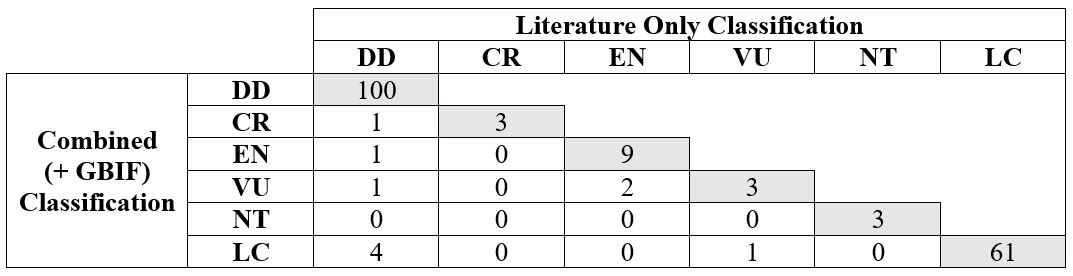 Literature Only Classification
DD CR EN VU NT LC
Combined (+ GBIF) Classification
DD 100
CR 1 3
EN 1 0 9
VU 1 0 2 3
NT 0 0 0 0 3
LC 4 0 0 1 0 61